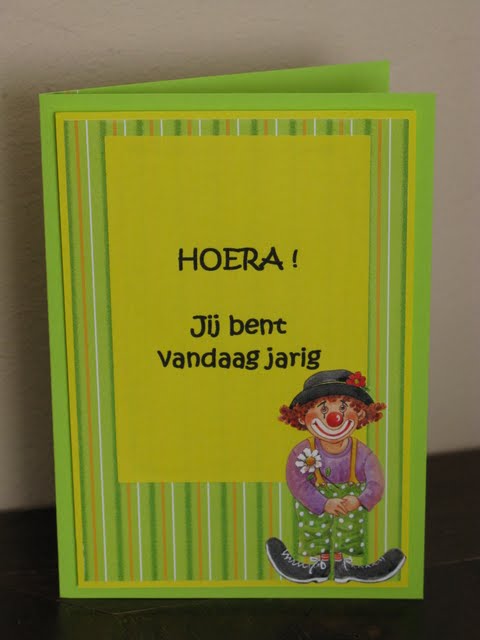 HOERA !
Jij bent
vandaag jarig